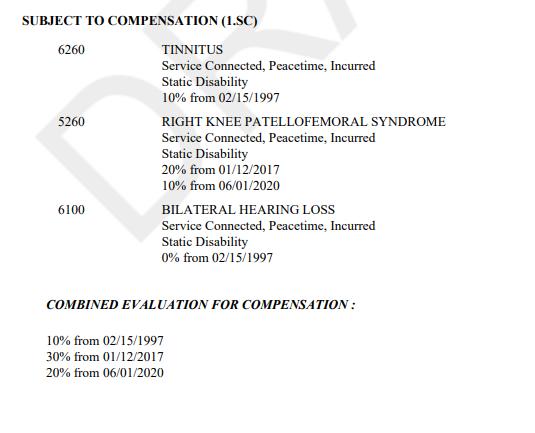 SUBJECT TO COMPENSATION (1.SC)
6260 TINNITUS
Service Connected, Peacetime, Incurred
Static Disability
10% from 02/15/1997
5260 RIGHT KNEE PATELLOFEMORAL SYNDROME
Service Connected, Peacetime, Incurred
Static Disability
20% from 01/12/2017
10% from 06/01/2020
6100 BILATERAL HEARING LOSS
Service Connected, Peacetime, Incurred
Static Disability
0% from 02/15/1997
COMBINED EVALUATION FOR COMPENSATION :
10% from 02/15/1997
30% from 01/12/2017
20% from 06/01/2020